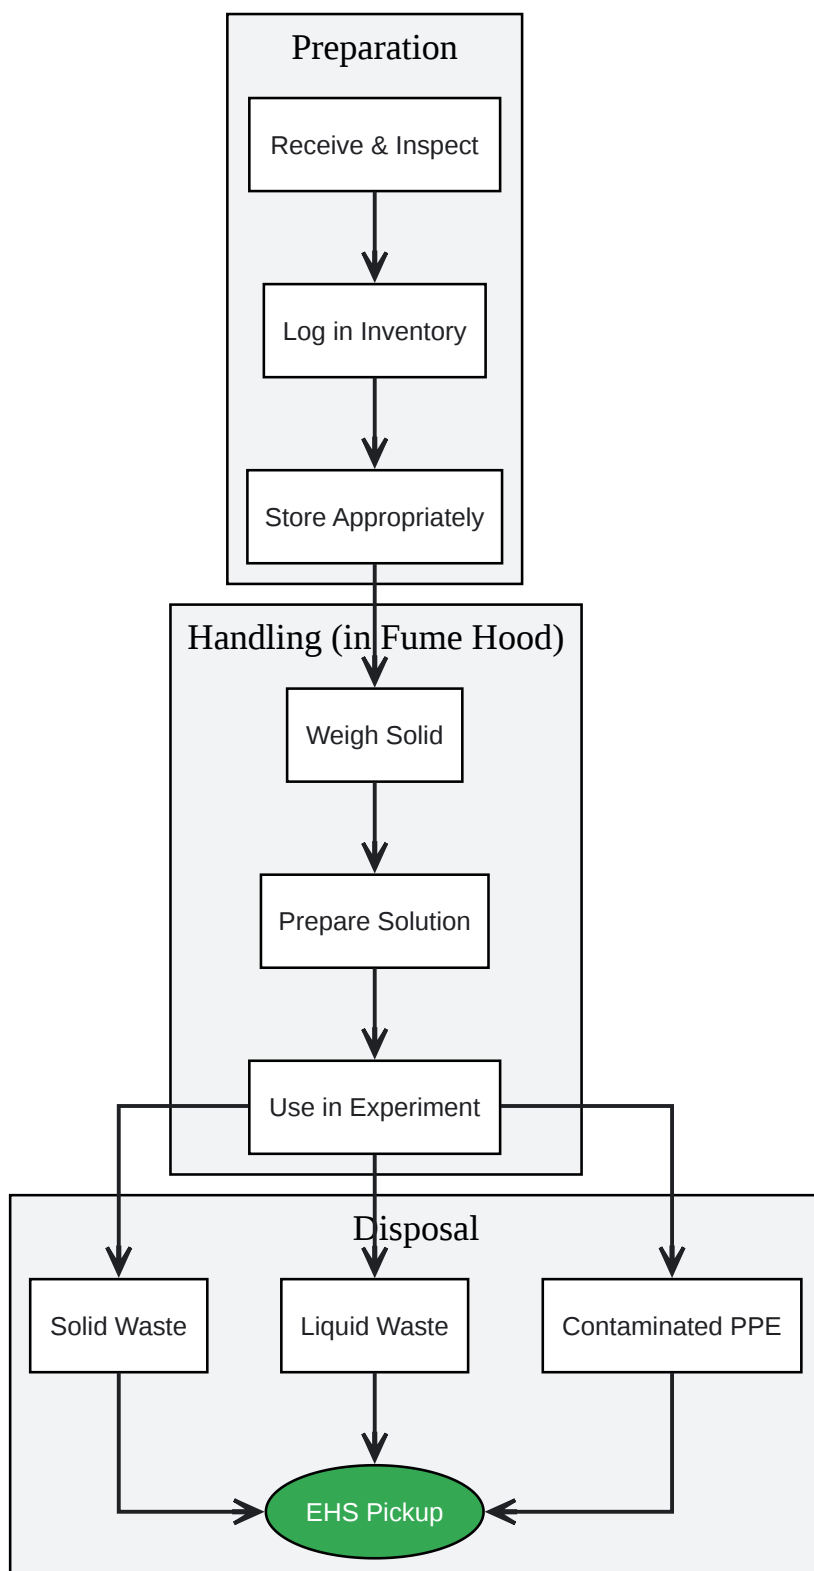 Preparation
Receive & Inspect
Log in Inventory
Store Appropriately
Handling (in Fume Hood)
Weigh Solid
Prepare Solution
Use in Experiment
Disposal
Solid Waste
Liquid Waste
Contaminated PPE
EHS Pickup